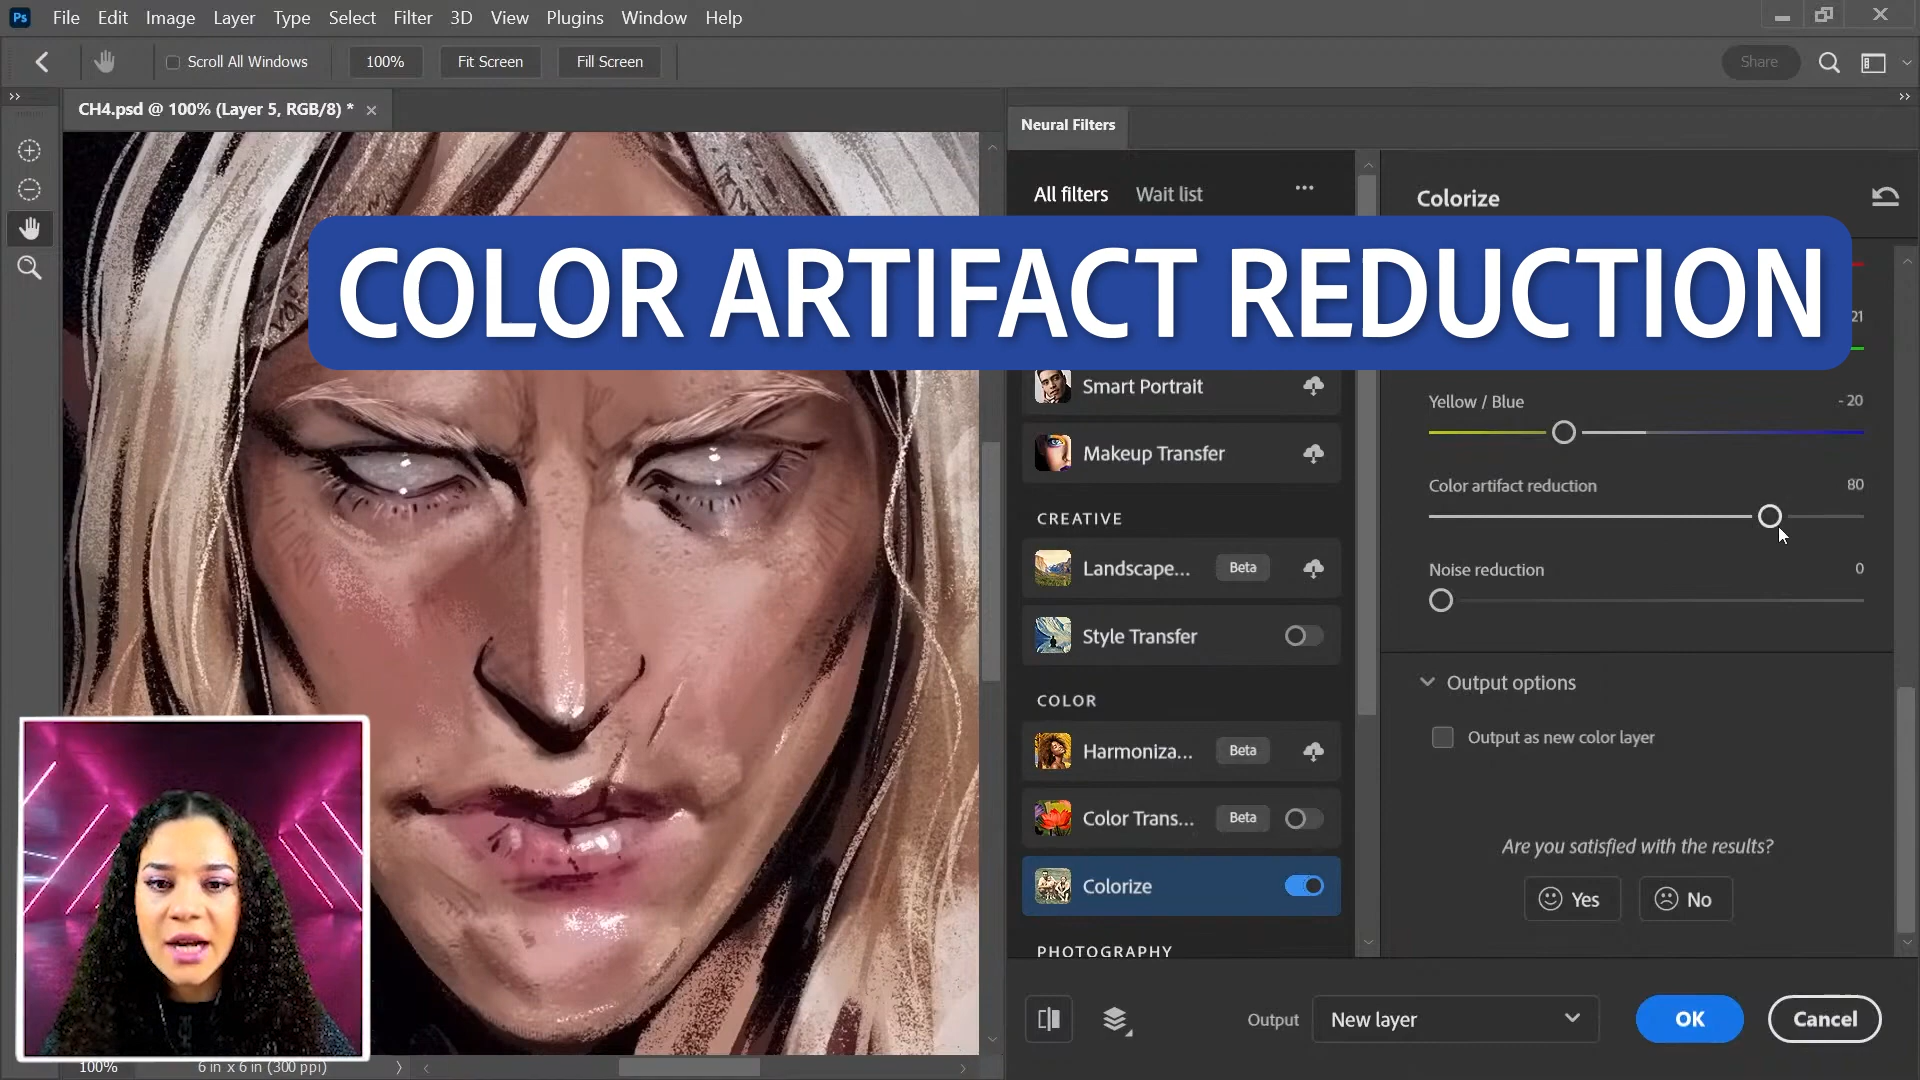 Ps File Edit Image Layer Type Select Filter 3D View Plugins Window Help
Scroll All Windows 100% Fit Screen Fill Screen Share
CH4.psd @ 100% (Layer 5, RGB/8) *
Neural Filters
All filters Wait list
Colorize
COLOR ARTIFACT REDUCTION
21
Smart Portrait
Yellow / Blue - 20
Makeup Transfer
Color artifact reduction 80
CREATIVE
Landscape... Beta
Noise reduction 0
Style Transfer
Output options
COLOR
Output as new color layer
Harmoniza... Beta
Color Trans... Beta
Are you satisfied with the results?
Colorize
Yes No
PHOTOGRAPHY
Output New layer OK Cancel
100% 6 in x 6 in (300 ppi)